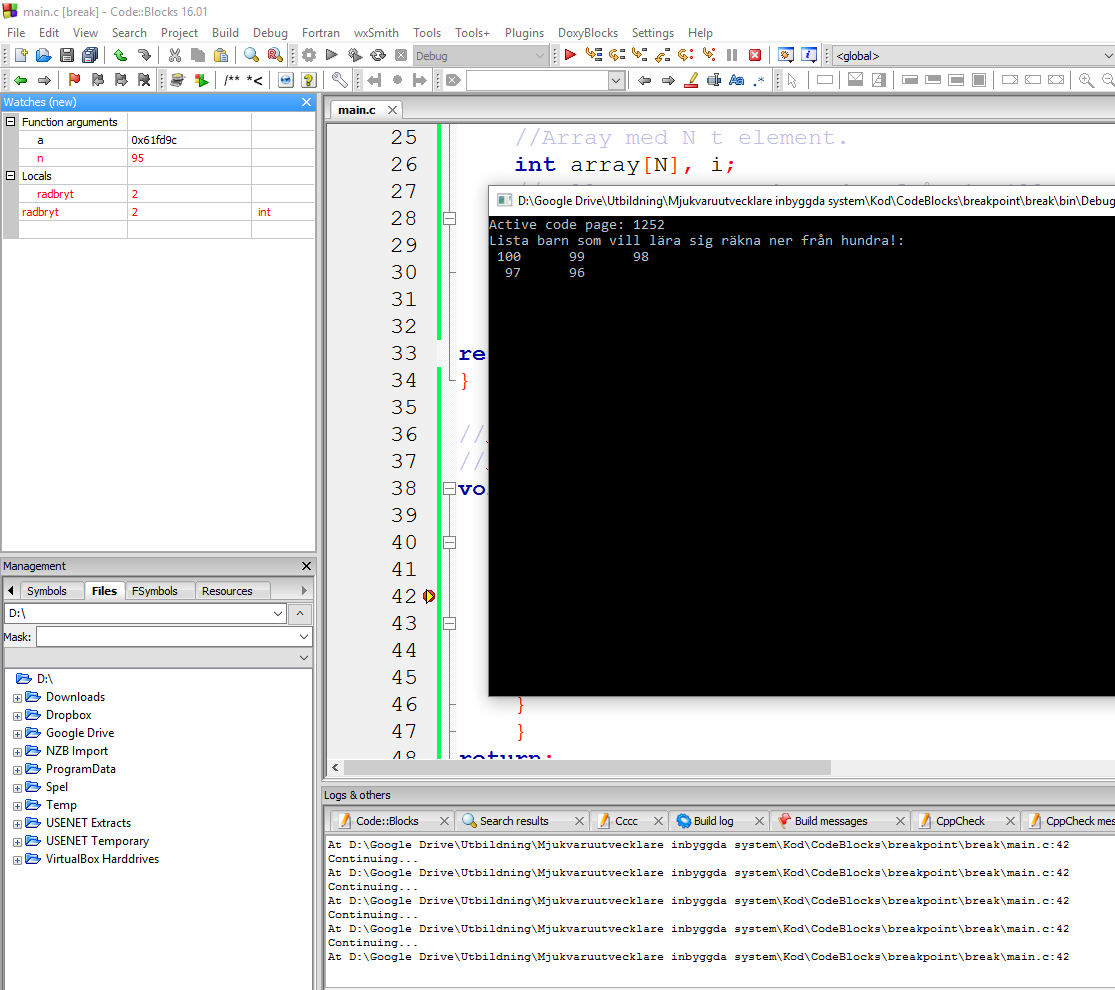 main.c [break] - Code::Blocks 16.01
File Edit View Search Project Build Debug Fortran wxSmith Tools Tools+ Plugins DoxyBlocks Settings Help
Debug
<global>
/** *<
Aa .*
Watches (new)
Function arguments
a 0x61fd9c
n 95
Locals
radbryt 2
radbryt 2 int
Management
Symbols Files FSymbols Resources
D:\
Mask:
D:\
Downloads
Dropbox
Google Drive
NZB Import
ProgramData
Spel
Temp
USENET Extracts
USENET Temporary
VirtualBox Harddrives
main.c
25 //Array med N t element.
26 int array[N], i;
27
28
29
30
31
32
33 re
34 }
35
36 //
37 //
38 vo
39
40
41
42
43
44
45
46 }
47 }
48 return;
D:\Google Drive\Utbildning\Mjukvaruutvecklare inbyggda system\Kod\CodeBlocks\breakpoint\break\bin\Debug
Active code page: 1252
Lista barn som vill lära sig räkna ner från hundra!:
100 99 98
97 96
Logs & others
Code::Blocks Search results Cccc Build log Build messages CppCheck CppCheck mes
At D:\Google Drive\Utbildning\Mjukvaruutvecklare inbyggda system\Kod\CodeBlocks\breakpoint\break\main.c:42
Continuing...
At D:\Google Drive\Utbildning\Mjukvaruutvecklare inbyggda system\Kod\CodeBlocks\breakpoint\break\main.c:42
Continuing...
At D:\Google Drive\Utbildning\Mjukvaruutvecklare inbyggda system\Kod\CodeBlocks\breakpoint\break\main.c:42
Continuing...
At D:\Google Drive\Utbildning\Mjukvaruutvecklare inbyggda system\Kod\CodeBlocks\breakpoint\break\main.c:42
Continuing...
At D:\Google Drive\Utbildning\Mjukvaruutvecklare inbyggda system\Kod\CodeBlocks\breakpoint\break\main.c:42